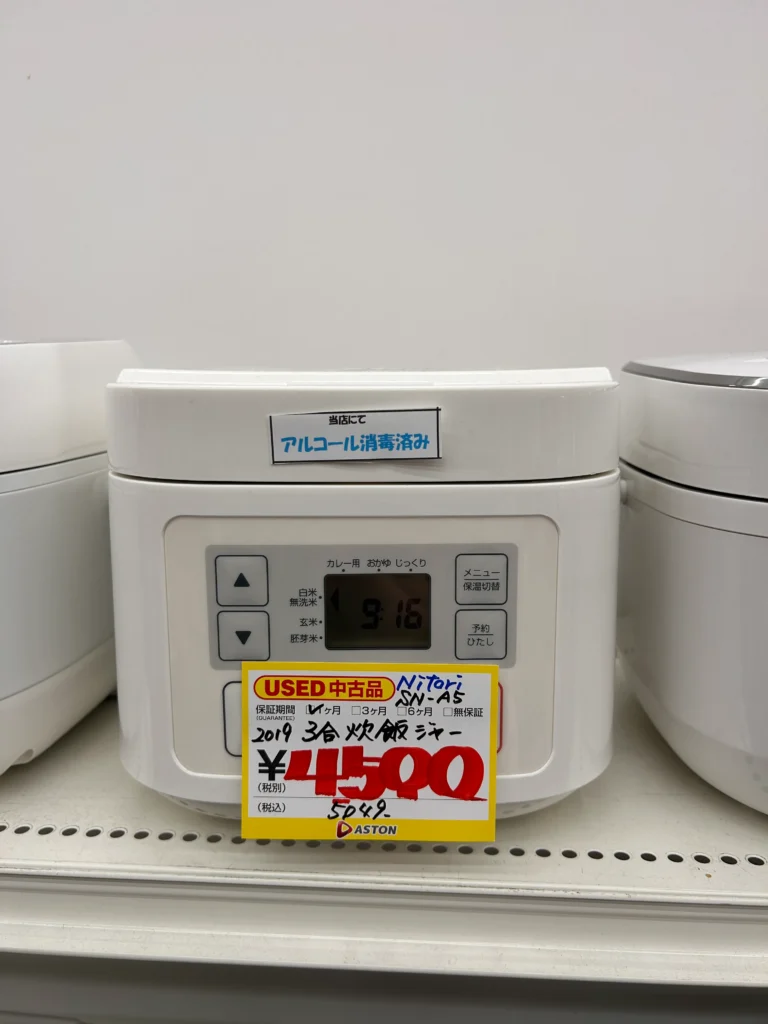 当店にて
アルコール消毒済み
カレー用 おかゆ じっくり
▲
白米
無洗米
玄米
胚芽米
▼
9:16
メニュー
保温切替
予約
ひたし
USED 中古品
Nitori
SN-A5
保証期間 ☑1ヶ月 □3ヶ月 □6ヶ月 □無保証
(GUARANTEE)
2019 3合 炊飯ジャー
¥4500
(税別)
(税込) 5049-
ASTON